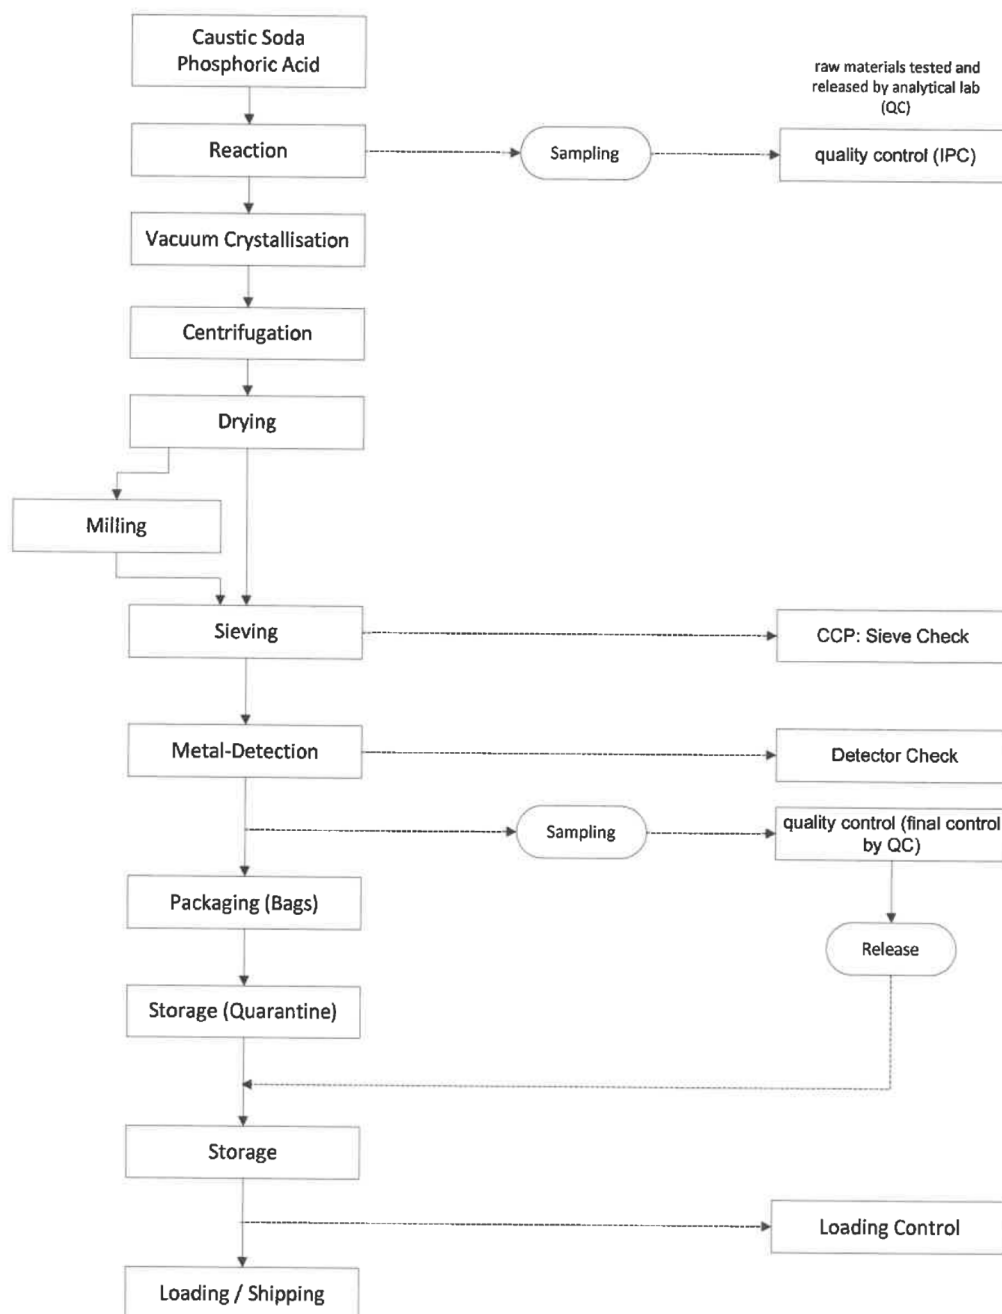 Caustic Soda
Phosphoric Acid
raw materials tested and
released by analytical lab
(QC)
Reaction
Sampling
quality control (IPC)
Vacuum Crystallisation
Centrifugation
Drying
Milling
Sieving
CCP: Sieve Check
Metal-Detection
Detector Check
Sampling
quality control (final control
by QC)
Packaging (Bags)
Release
Storage (Quarantine)
Storage
Loading Control
Loading / Shipping